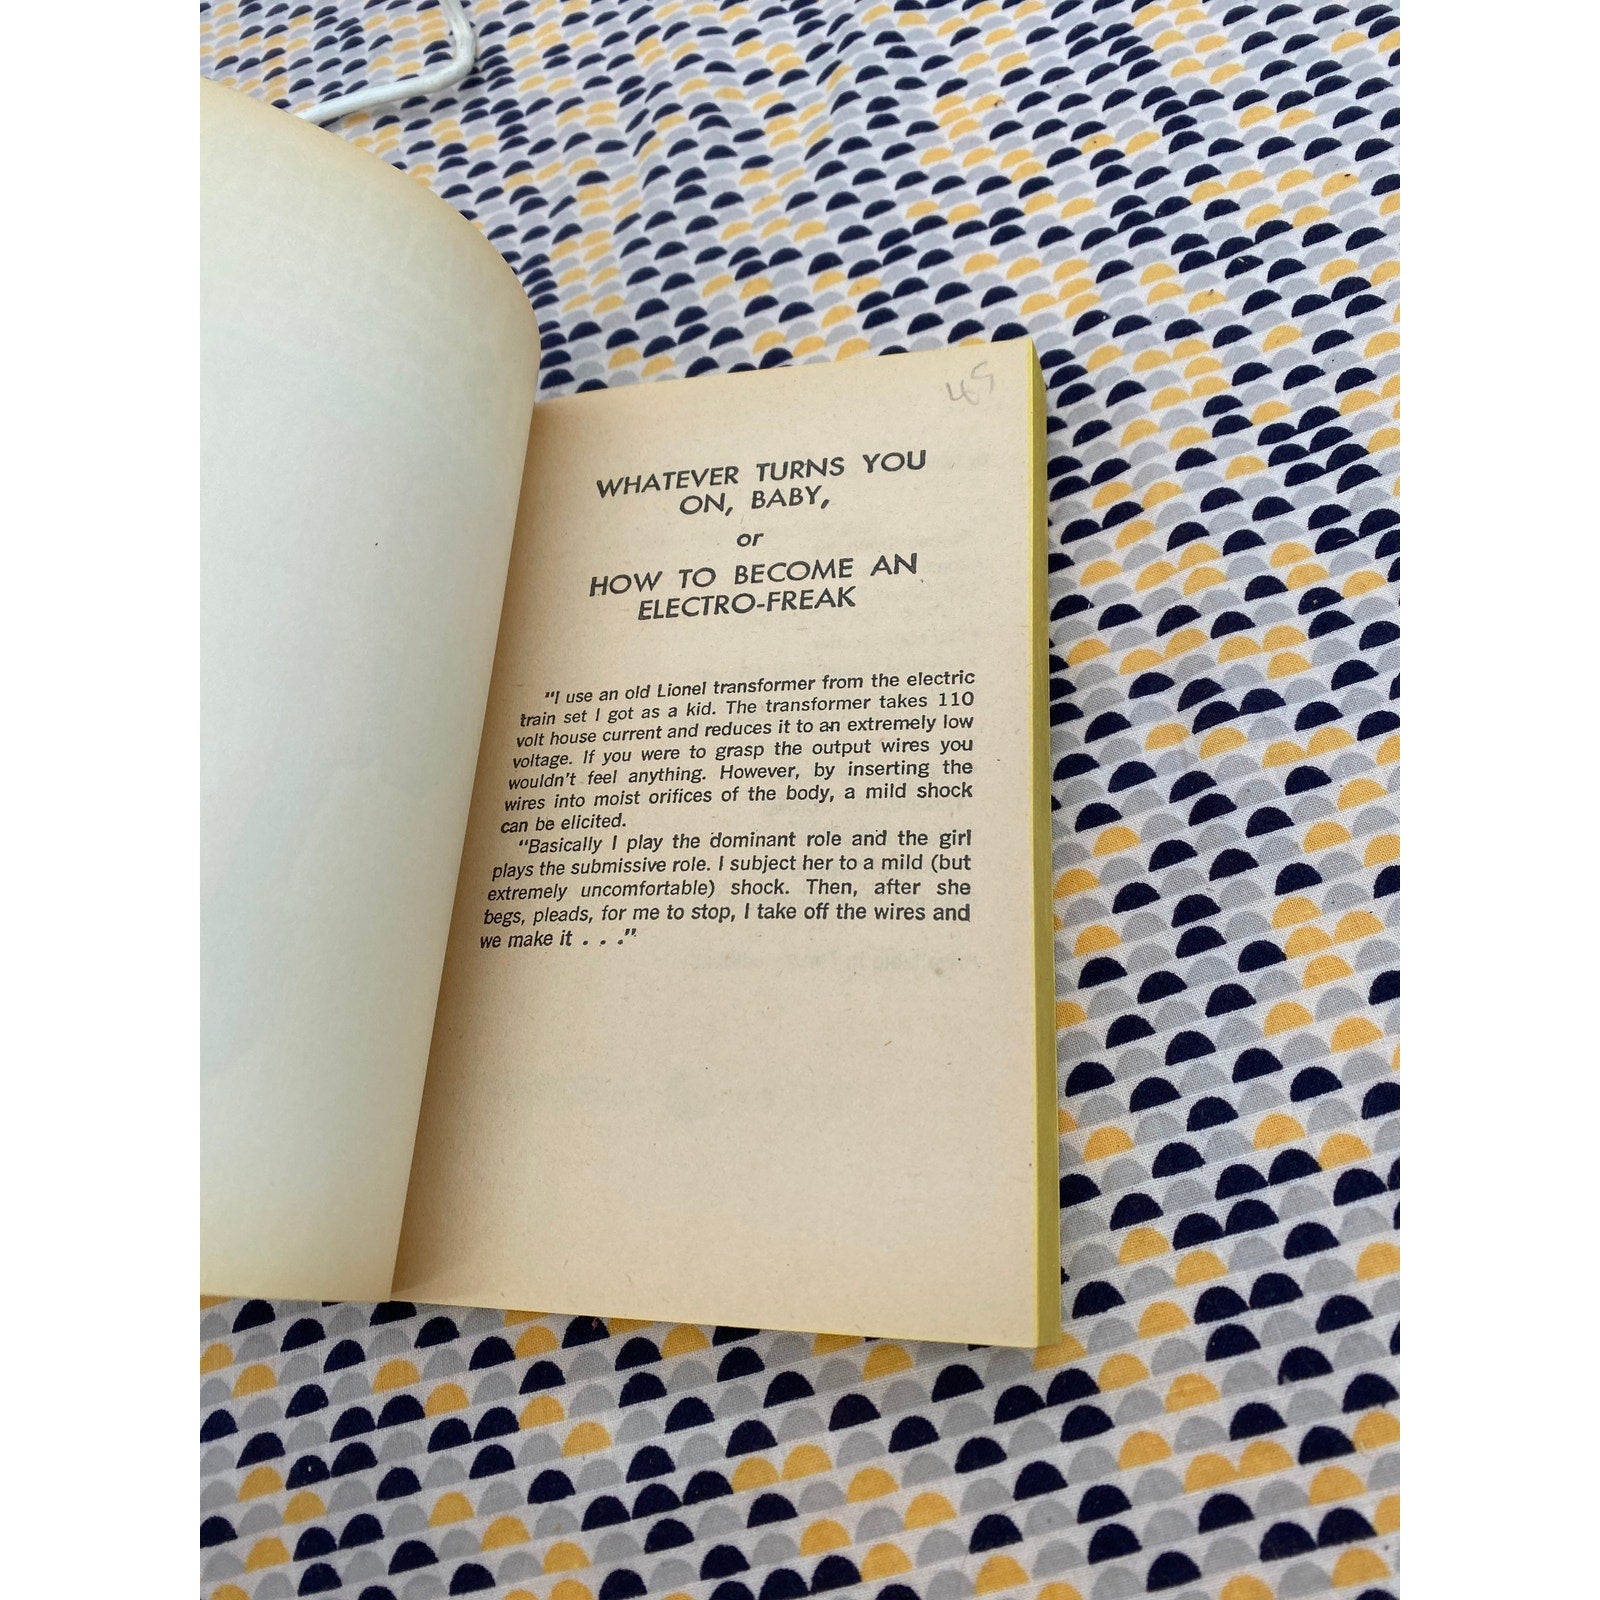 49
WHATEVER TURNS YOU
ON, BABY,
or
HOW TO BECOME AN
ELECTRO-FREAK
"I use an old Lionel transformer from the electric
train set I got as a kid. The transformer takes 110
volt house current and reduces it to an extremely low
voltage. If you were to grasp the output wires you
wouldn't feel anything. However, by inserting the
wires into moist orifices of the body, a mild shock
can be elicited.
"Basically I play the dominant role and the girl
plays the submissive role. I subject her to a mild (but
extremely uncomfortable) shock. Then, after she
begs, pleads, for me to stop, I take off the wires and
we make it . . ."